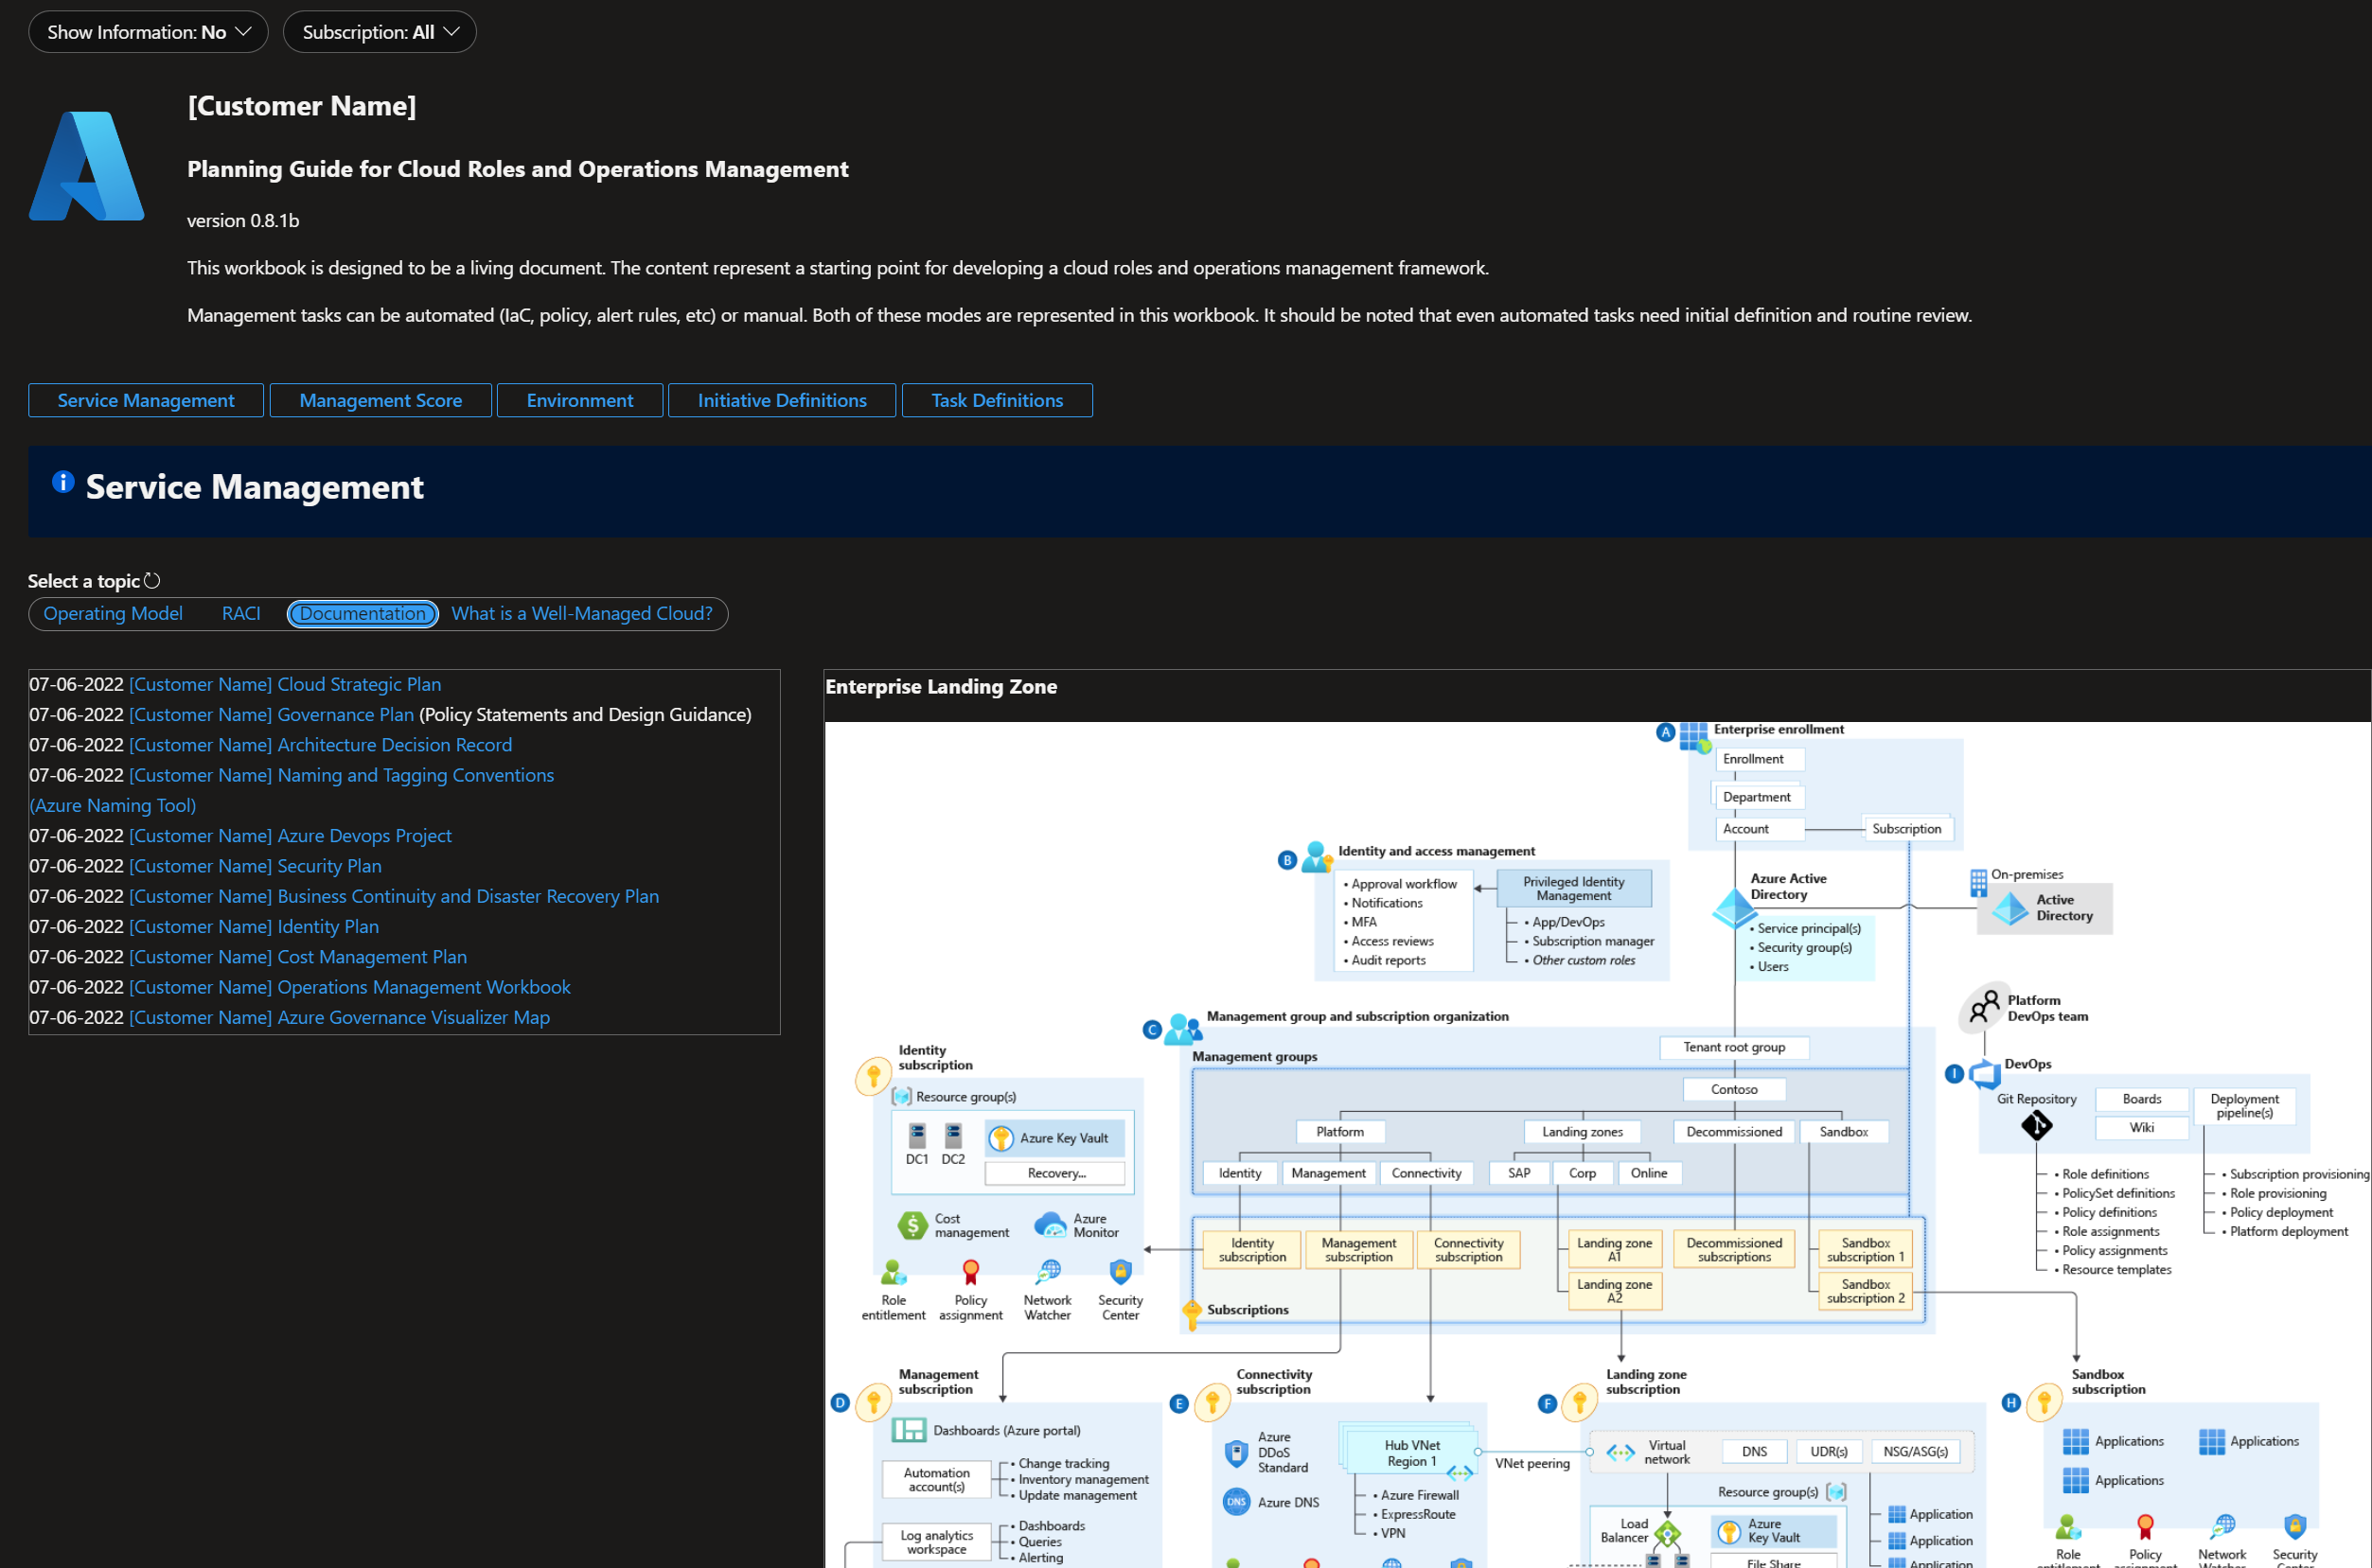 Show Information: No
Subscription: All
[Customer Name]
Planning Guide for Cloud Roles and Operations Management
version 0.8.1b
This workbook is designed to be a living document. The content represent a starting point for developing a cloud roles and operations management framework.
Management tasks can be automated (IaC, policy, alert rules, etc) or manual. Both of these modes are represented in this workbook. It should be noted that even automated tasks need initial definition and routine review.
Service Management
Management Score
Environment
Initiative Definitions
Task Definitions
Service Management
Select a topic
Operating Model
RACI
Documentation
What is a Well-Managed Cloud?
07-06-2022 [Customer Name] Cloud Strategic Plan
07-06-2022 [Customer Name] Governance Plan (Policy Statements and Design Guidance)
07-06-2022 [Customer Name] Architecture Decision Record
07-06-2022 [Customer Name] Naming and Tagging Conventions
(Azure Naming Tool)
07-06-2022 [Customer Name] Azure Devops Project
07-06-2022 [Customer Name] Security Plan
07-06-2022 [Customer Name] Business Continuity and Disaster Recovery Plan
07-06-2022 [Customer Name] Identity Plan
07-06-2022 [Customer Name] Cost Management Plan
07-06-2022 [Customer Name] Operations Management Workbook
07-06-2022 [Customer Name] Azure Governance Visualizer Map
Enterprise Landing Zone
A
Enterprise enrollment
Enrollment
Department
Account
Subscription
B
Identity and access management
• Approval workflow
• Notifications
• MFA
• Access reviews
• Audit reports
Privileged Identity
Management
• App/DevOps
• Subscription manager
• Other custom roles
Azure Active
Directory
• Service principal(s)
• Security group(s)
• Users
On-premises
Active
Directory
Platform
DevOps team
C
Management group and subscription organization
Management groups
Tenant root group
Contoso
Platform
Landing zones
Decommissioned
Sandbox
Identity
Management
Connectivity
SAP
Corp
Online
Identity
subscription
Management
subscription
Connectivity
subscription
Landing zone
A1
Landing zone
A2
Decommissioned
subscriptions
Sandbox
subscription 1
Sandbox
subscription 2
Subscriptions
Identity
subscription
Resource group(s)
DC1
DC2
Azure Key Vault
Recovery...
Cost
management
Azure
Monitor
Role
entitlement
Policy
assignment
Network
Watcher
Security
Center
I
DevOps
Git Repository
Boards
Wiki
Deployment
pipeline(s)
• Role definitions
• PolicySet definitions
• Policy definitions
• Role assignments
• Policy assignments
• Resource templates
• Subscription provisioning
• Role provisioning
• Policy deployment
• Platform deployment
D
Management
subscription
Dashboards (Azure portal)
Automation
account(s)
• Change tracking
• Inventory management
• Update management
Log analytics
workspace
• Dashboards
• Queries
• Alerting
E
Connectivity
subscription
Azure
DDoS
Standard
DNS
Azure DNS
Hub VNet
Region 1
• Azure Firewall
• ExpressRoute
• VPN
VNet peering
F
Landing zone
subscription
Virtual
network
DNS
UDR(s)
NSG/ASG(s)
Resource group(s)
Load
Balancer
Azure
Key Vault
File Share
Application
Application
Application
H
Sandbox
subscription
Applications
Applications
Applications
Role
entitlement
Policy
assignment
Network
Watcher
Security
Center